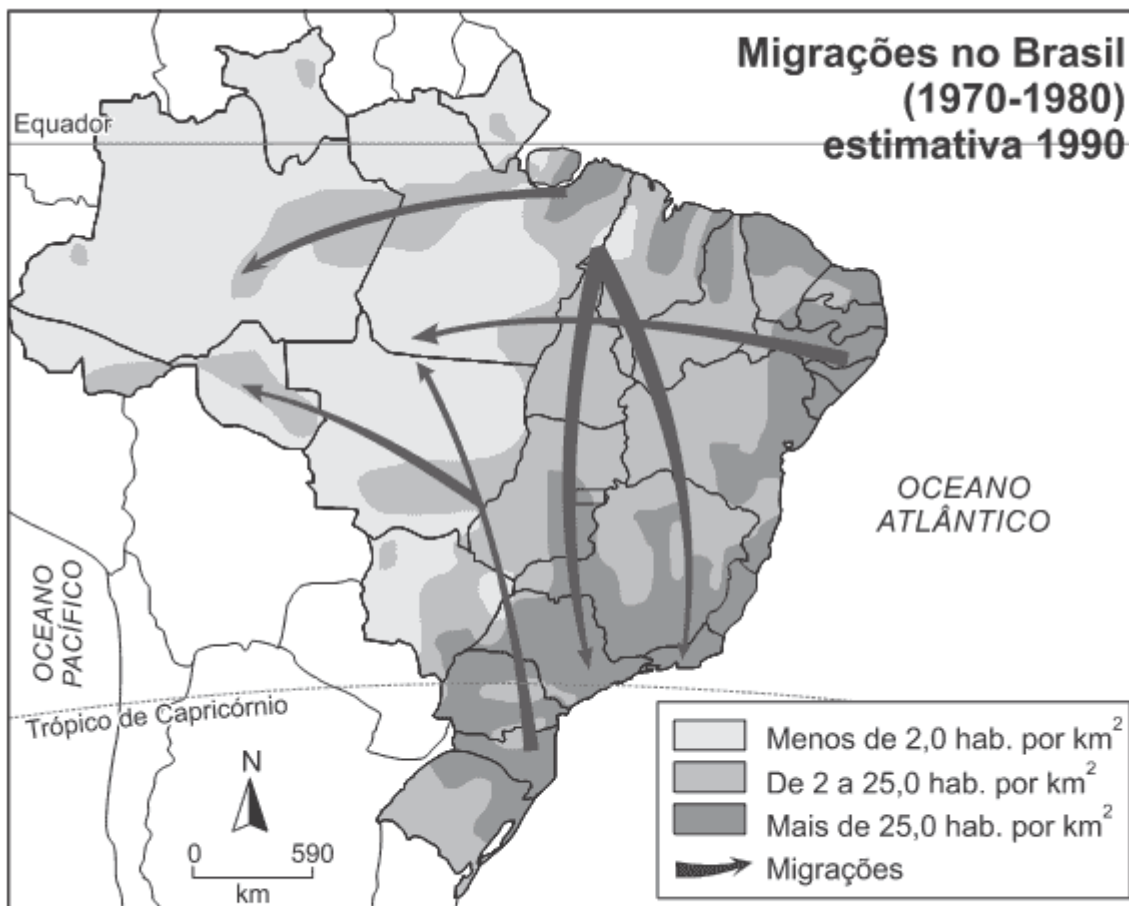 Migrações no Brasil
(1970-1980)
estimativa 1990
Equador
OCEANO
ATLÂNTICO
OCEANO
PACÍFICO
Trópico de Capricórnio
N
0 590
km
Menos de 2,0 hab. por km²
De 2 a 25,0 hab. por km²
Mais de 25,0 hab. por km²
Migrações